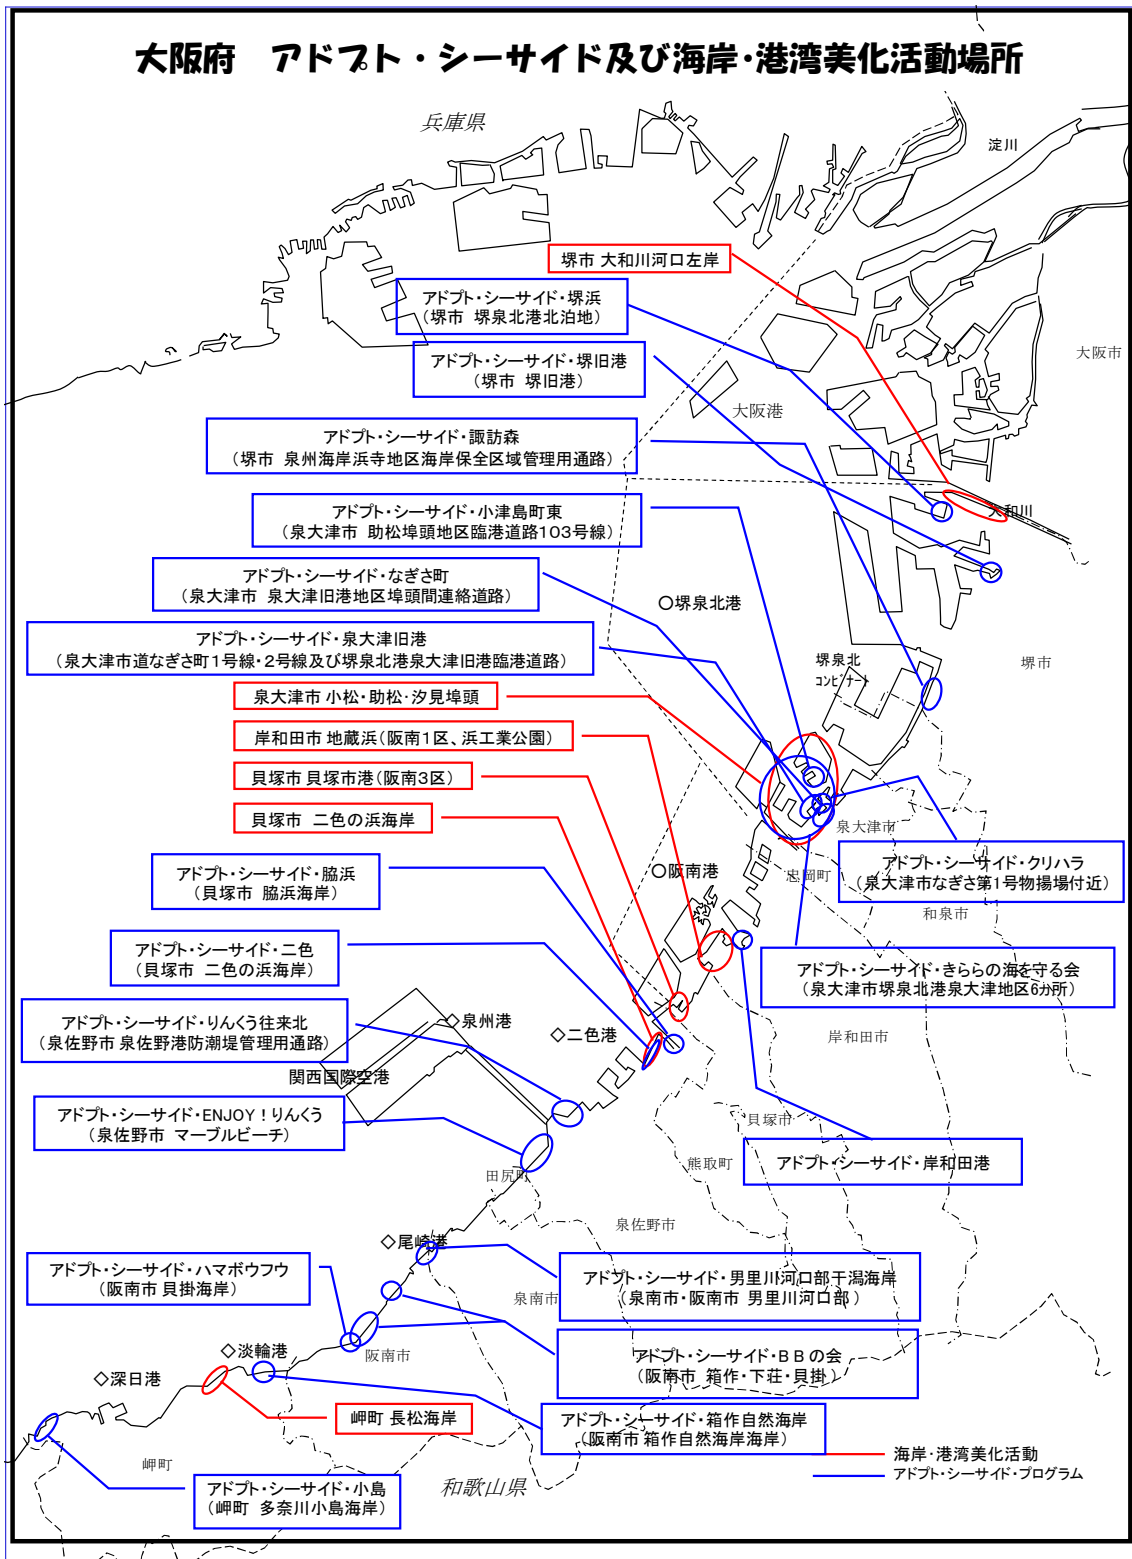 大阪府　アドプト・シーサイド及び海岸・港湾美化活動場所
兵庫県
淀川
堺市 大和川河口左岸
アドプト・シーサイド・堺浜
（堺市 堺泉北港北泊地）
大阪市
アドプト・シーサイド・堺旧港
（堺市 堺旧港）
大阪港
アドプト・シーサイド・諏訪森
（堺市 泉州海岸浜寺地区海岸保全区域管理用通路）
アドプト・シーサイド・小津島町東
（泉大津市 助松埠頭地区臨港道路103号線）
大和川
アドプト・シーサイド・なぎさ町
（泉大津市 泉大津旧港地区埠頭間連絡道路）
○堺泉北港
アドプト・シーサイド・泉大津旧港
（泉大津市道なぎさ町1号線・2号線及び堺泉北港泉大津旧港臨港道路）
堺泉北
コンビナート
堺市
泉大津市 小松・助松・汐見埠頭
岸和田市 地蔵浜（阪南1区、浜工業公園）
貝塚市 貝塚市港（阪南3区）
貝塚市 二色の浜海岸
泉大津市
アドプト・シーサイド・クリハラ
（泉大津市なぎさ第1号物揚場付近）
アドプト・シーサイド・脇浜
（貝塚市 脇浜海岸）
○阪南港
忠岡町
和泉市
アドプト・シーサイド・二色
（貝塚市 二色の浜海岸）
アドプト・シーサイド・きららの海を守る会
（泉大津市堺泉北港泉大津地区6カ所）
アドプト・シーサイド・りんくう往来北
（泉佐野市 泉佐野港防潮堤管理用通路）
◇泉州港
◇二色港
岸和田市
関西国際空港
アドプト・シーサイド・ENJOY！りんくう
（泉佐野市 マーブルビーチ）
貝塚市
熊取町
アドプト・シーサイド・岸和田港
田尻町
泉佐野市
◇尾崎港
アドプト・シーサイド・ハマボウフウ
（阪南市 貝掛海岸）
アドプト・シーサイド・男里川河口部干潟海岸
（泉南市・阪南市 男里川河口部）
泉南市
アドプト・シーサイド・BBの会
（阪南市 箱作・下荘・貝掛）
阪南市
◇淡輪港
◇深日港
岬町 長松海岸
アドプト・シーサイド・箱作自然海岸
（阪南市 箱作自然海岸海岸）
海岸・港湾美化活動
アドプト・シーサイド・プログラム
岬町
和歌山県
アドプト・シーサイド・小島
（岬町 多奈川小島海岸）